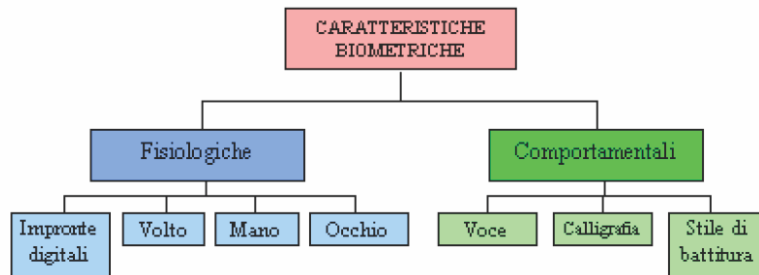 CARATTERISTICHE
BIOMETRICHE
Fisiologiche
Comportamentali
Impronte
digitali
Volto
Mano
Occhio
Voce
Calligrafia
Stile di
battitura